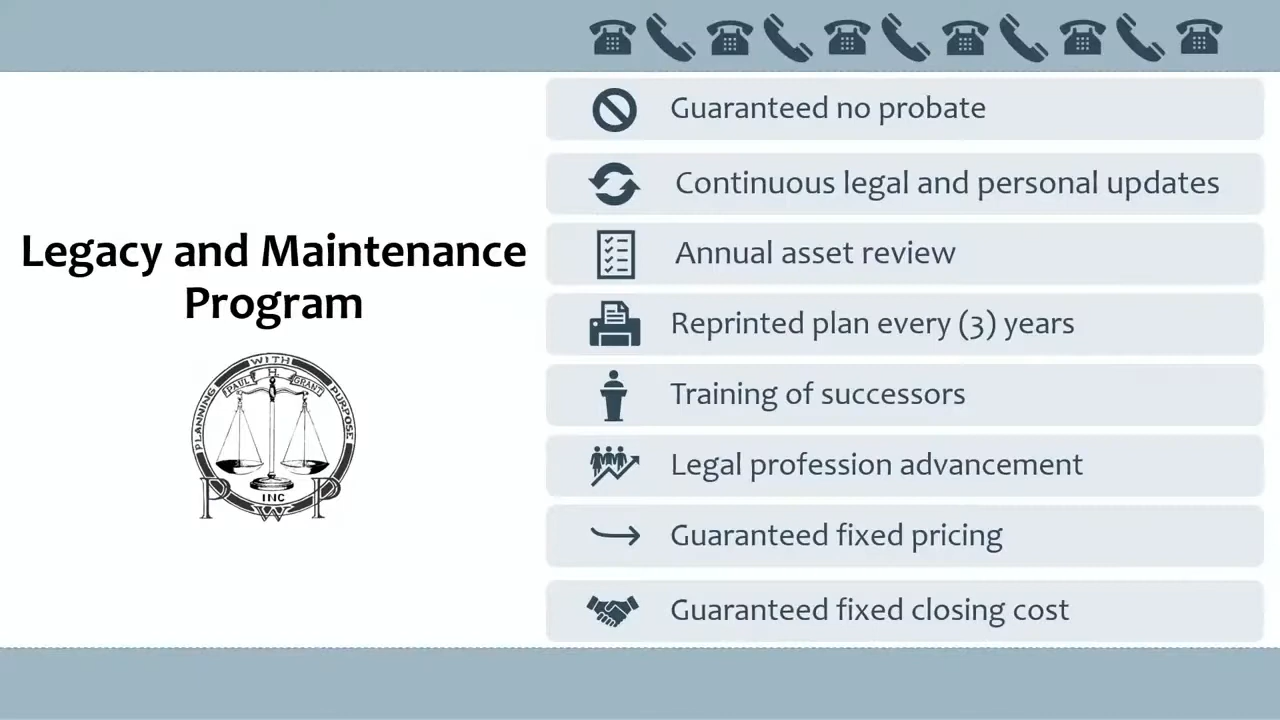 Legacy and Maintenance
Program
PLANNING WITH PURPOSE
PAUL H. GRANT
INC
PWP
Guaranteed no probate
Continuous legal and personal updates
Annual asset review
Reprinted plan every (3) years
Training of successors
Legal profession advancement
Guaranteed fixed pricing
Guaranteed fixed closing cost